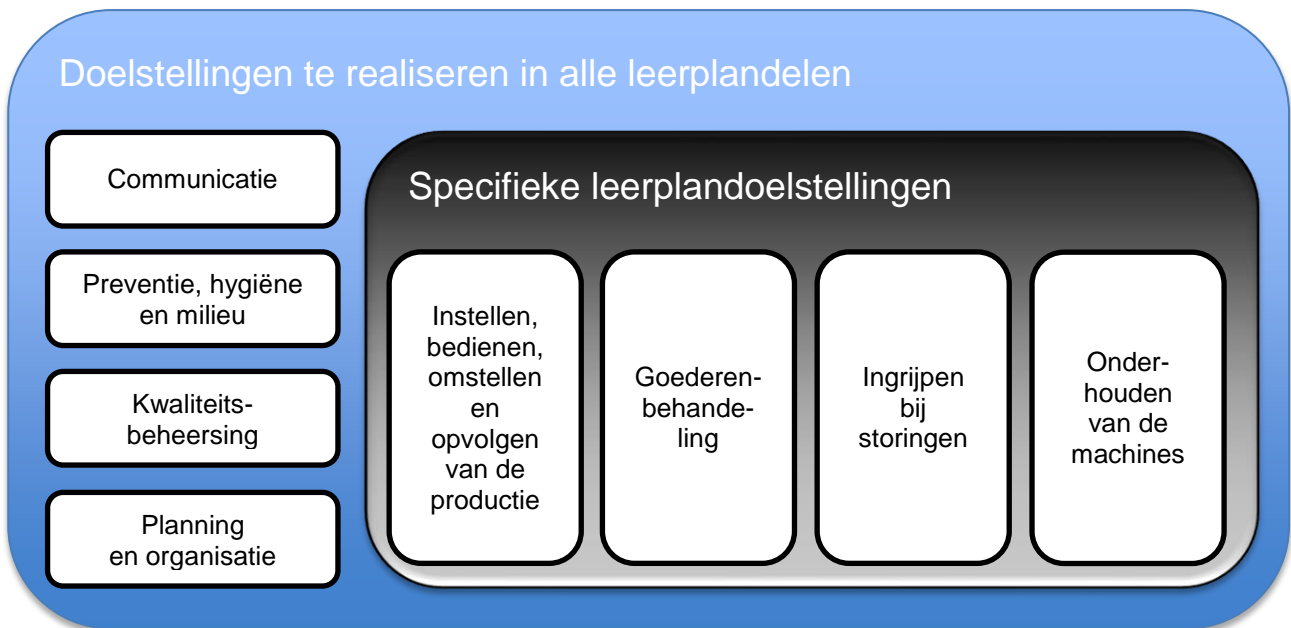 Doelstellingen te realiseren in alle leerplandelen
Communicatie
Preventie, hygiëne
en milieu
Kwaliteits-
beheersing
Planning
en organisatie
Specifieke leerplandoelstellingen
Instellen,
bedienen,
omstellen
en
opvolgen
van de
productie
Goederen-
behande-
ling
Ingrijpen
bij
storingen
Onder-
houden
van de
machines